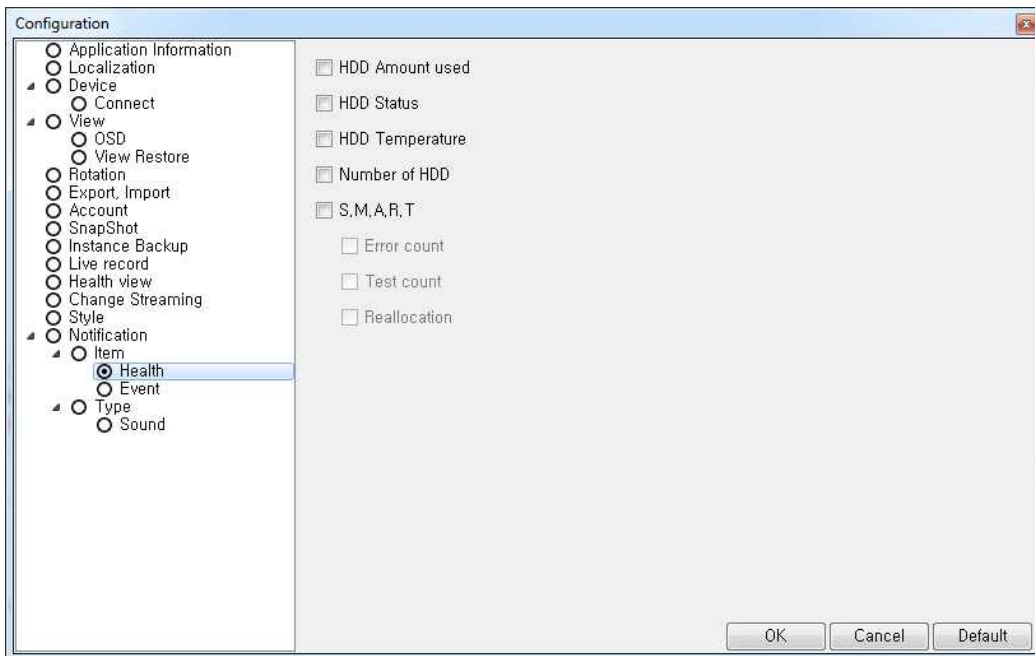 Configuration
Application Information
Localization
Device
Connect
View
OSD
View Restore
Rotation
Export, Import
Account
SnapShot
Instance Backup
Live record
Health view
Change Streaming
Style
Notification
Item
Health
Event
Type
Sound
HDD Amount used
HDD Status
HDD Temperature
Number of HDD
S,M,A,R,T
Error count
Test count
Reallocation
OK
Cancel
Default